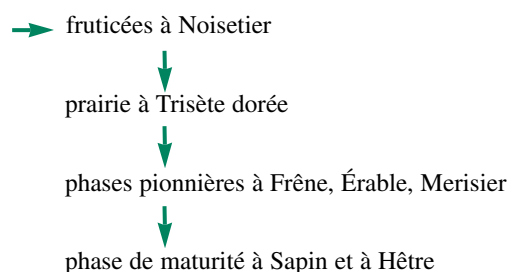 fruticées à Noisetier
prairie à Trisète dorée
phases pionnières à Frêne, Érable, Merisier
phase de maturité à Sapin et à Hêtre